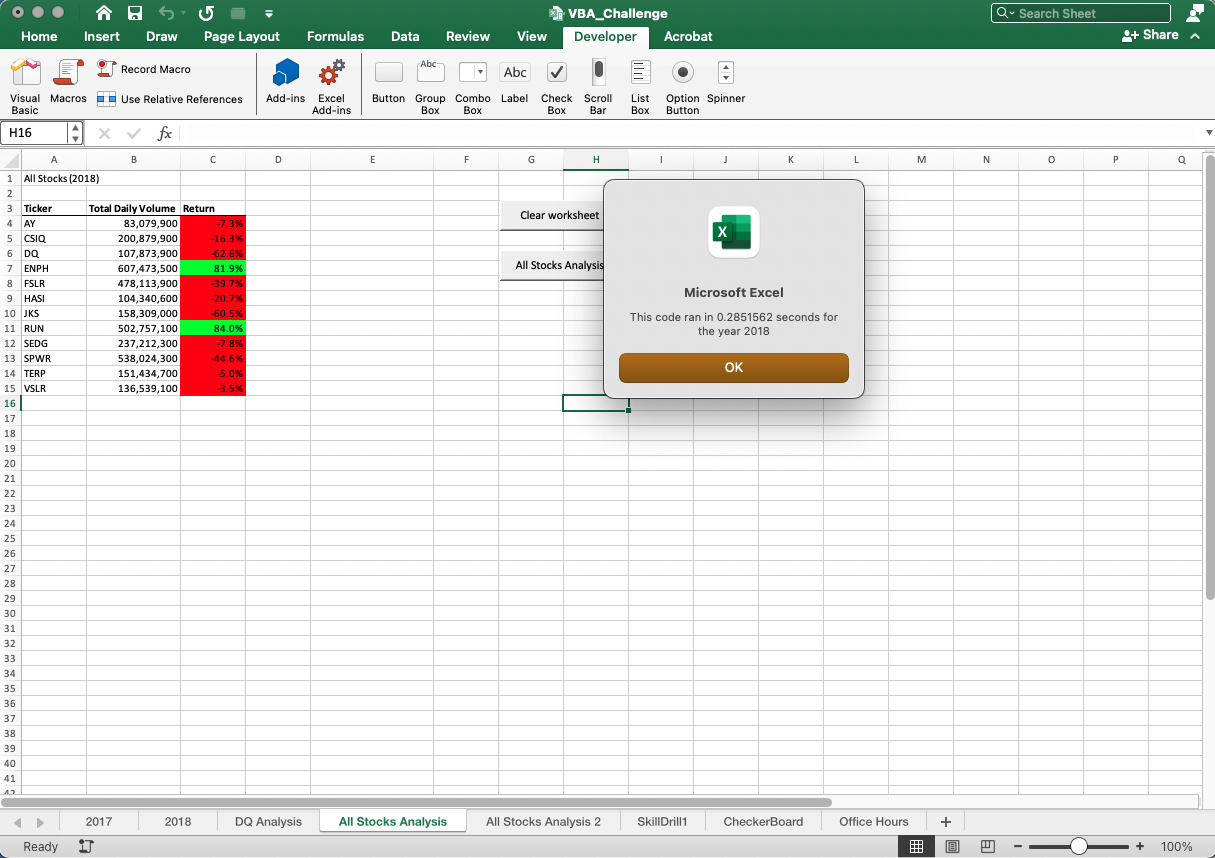 VBA_Challenge
Search Sheet
Home Insert Draw Page Layout Formulas Data Review View Developer Acrobat Share
Visual Basic
Macros
Record Macro
Use Relative References
Add-ins
Excel Add-ins
Button
Group Box
Combo Box
Label
Check Box
Scroll Bar
List Box
Option Button
Spinner
Abc
Abc
H16 fx
A B C D E F G H I J K L M N O P Q
1 All Stocks (2018)
2
3 Ticker Total Daily Volume Return
4 AY 83,079,900 -7.3%
5 CSIQ 200,879,900 -16.3%
6 DQ 107,873,900 -62.6%
7 ENPH 607,473,500 81.9%
8 FSLR 478,113,900 -39.7%
9 HASI 104,340,600 -20.7%
10 JKS 158,309,000 -60.5%
11 RUN 502,757,100 84.0%
12 SEDG 237,212,300 -7.8%
13 SPWR 538,024,300 -44.6%
14 TERP 151,434,700 -5.0%
15 VSLR 136,539,100 -3.5%
16
17
18
19
20
21
22
23
24
25
26
27
28
29
30
31
32
33
34
35
36
37
38
39
40
41
42
Clear worksheet
All Stocks Analysis
X
Microsoft Excel
This code ran in 0.2851562 seconds for
the year 2018
OK
2017 2018 DQ Analysis All Stocks Analysis All Stocks Analysis 2 SkillDrill1 CheckerBoard Office Hours +
Ready 100%